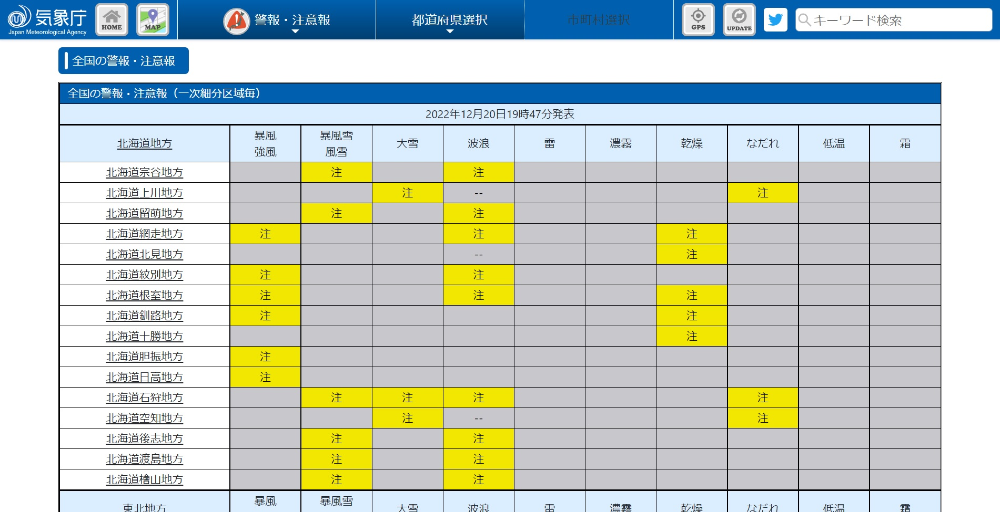 気象庁
Japan Meteorological Agency
HOME
MAP
警報・注意報
都道府県選択
市町村選択
GPS
UPDATE
キーワード検索
全国の警報・注意報
全国の警報・注意報（一次細分区域毎）
2022年12月20日19時47分発表
北海道地方 暴風 強風 暴風雪 風雪 大雪 波浪 雷 濃霧 乾燥 なだれ 低温 霜
北海道宗谷地方 注 注
北海道上川地方 注 -- 注
北海道留萌地方 注 注
北海道網走地方 注 注 注
北海道北見地方 -- 注
北海道紋別地方 注 注
北海道根室地方 注 注 注
北海道釧路地方 注 注
北海道十勝地方 注
北海道胆振地方 注
北海道日高地方 注
北海道石狩地方 注 注 注 注
北海道空知地方 注 -- 注
北海道後志地方 注 注
北海道渡島地方 注 注
北海道檜山地方 注 注
東北地方 暴風 暴風雪 大雪 波浪 雷 濃霧 乾燥 なだれ 低温 霜